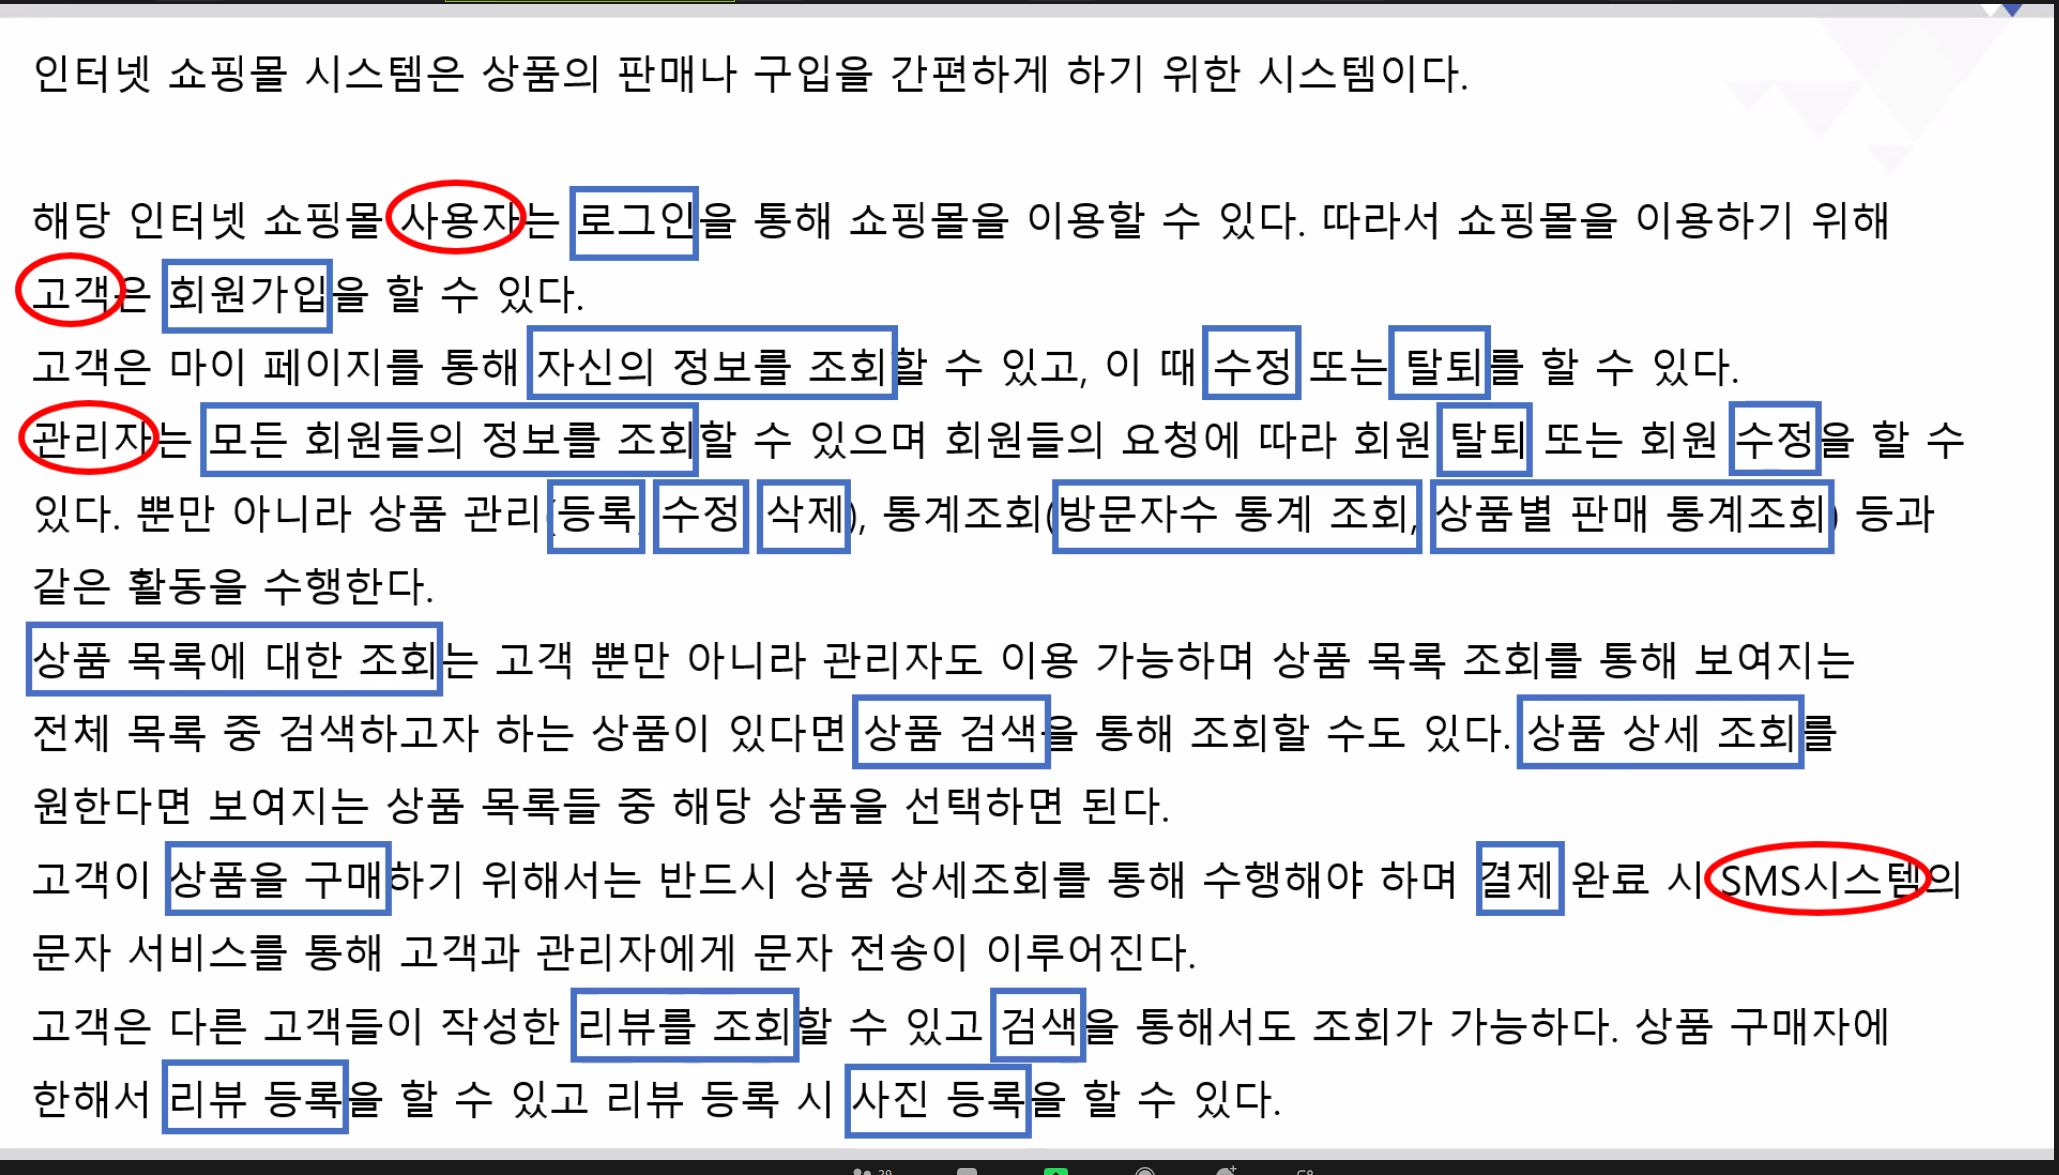 인터넷 쇼핑몰 시스템은 상품의 판매나 구입을 간편하게 하기 위한 시스템이다.
해당 인터넷 쇼핑몰 사용자는 로그인을 통해 쇼핑몰을 이용할 수 있다. 따라서 쇼핑몰을 이용하기 위해
고객은 회원가입을 할 수 있다.
고객은 마이 페이지를 통해 자신의 정보를 조회할 수 있고, 이 때 수정 또는 탈퇴를 할 수 있다.
관리자는 모든 회원들의 정보를 조회할 수 있으며 회원들의 요청에 따라 회원 탈퇴 또는 회원 수정을 할 수
있다. 뿐만 아니라 상품 관리(등록, 수정, 삭제), 통계조회(방문자수 통계 조회, 상품별 판매 통계조회) 등과
같은 활동을 수행한다.
상품 목록에 대한 조회는 고객 뿐만 아니라 관리자도 이용 가능하며 상품 목록 조회를 통해 보여지는
전체 목록 중 검색하고자 하는 상품이 있다면 상품 검색을 통해 조회할 수도 있다. 상품 상세 조회를
원한다면 보여지는 상품 목록들 중 해당 상품을 선택하면 된다.
고객이 상품을 구매하기 위해서는 반드시 상품 상세조회를 통해 수행해야 하며 결제 완료 시 SMS시스템의
문자 서비스를 통해 고객과 관리자에게 문자 전송이 이루어진다.
고객은 다른 고객들이 작성한 리뷰를 조회할 수 있고 검색을 통해서도 조회가 가능하다. 상품 구매자에
한해서 리뷰 등록을 할 수 있고 리뷰 등록 시 사진 등록을 할 수 있다.